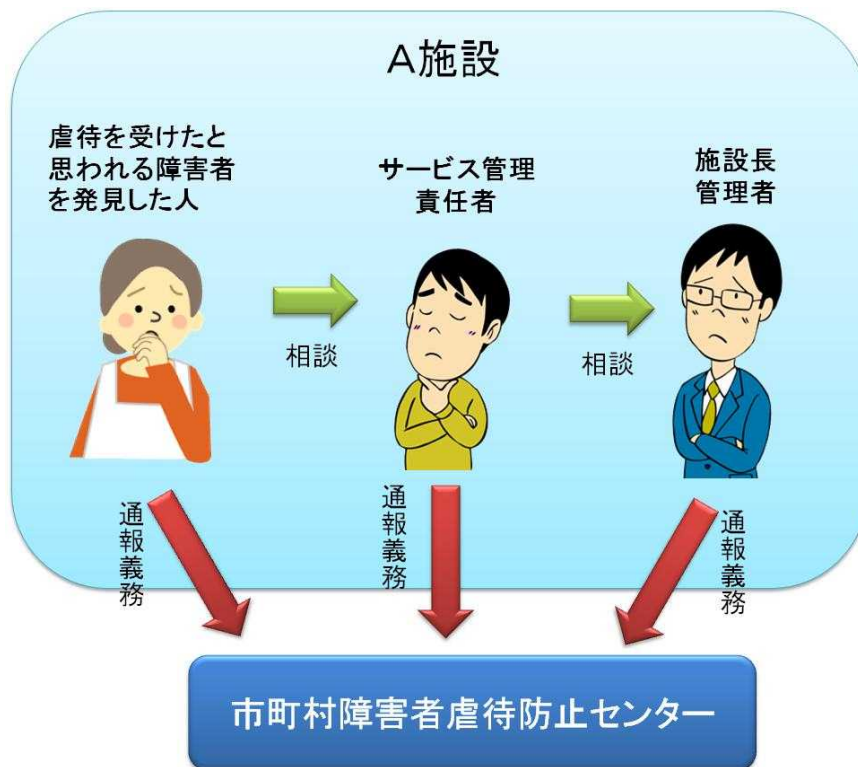 A施設
虐待を受けたと
思われる障害者
を発見した人
サービス管理
責任者
施設長
管理者
相談
相談
通報義務
通報義務
通報義務
市町村障害者虐待防止センター